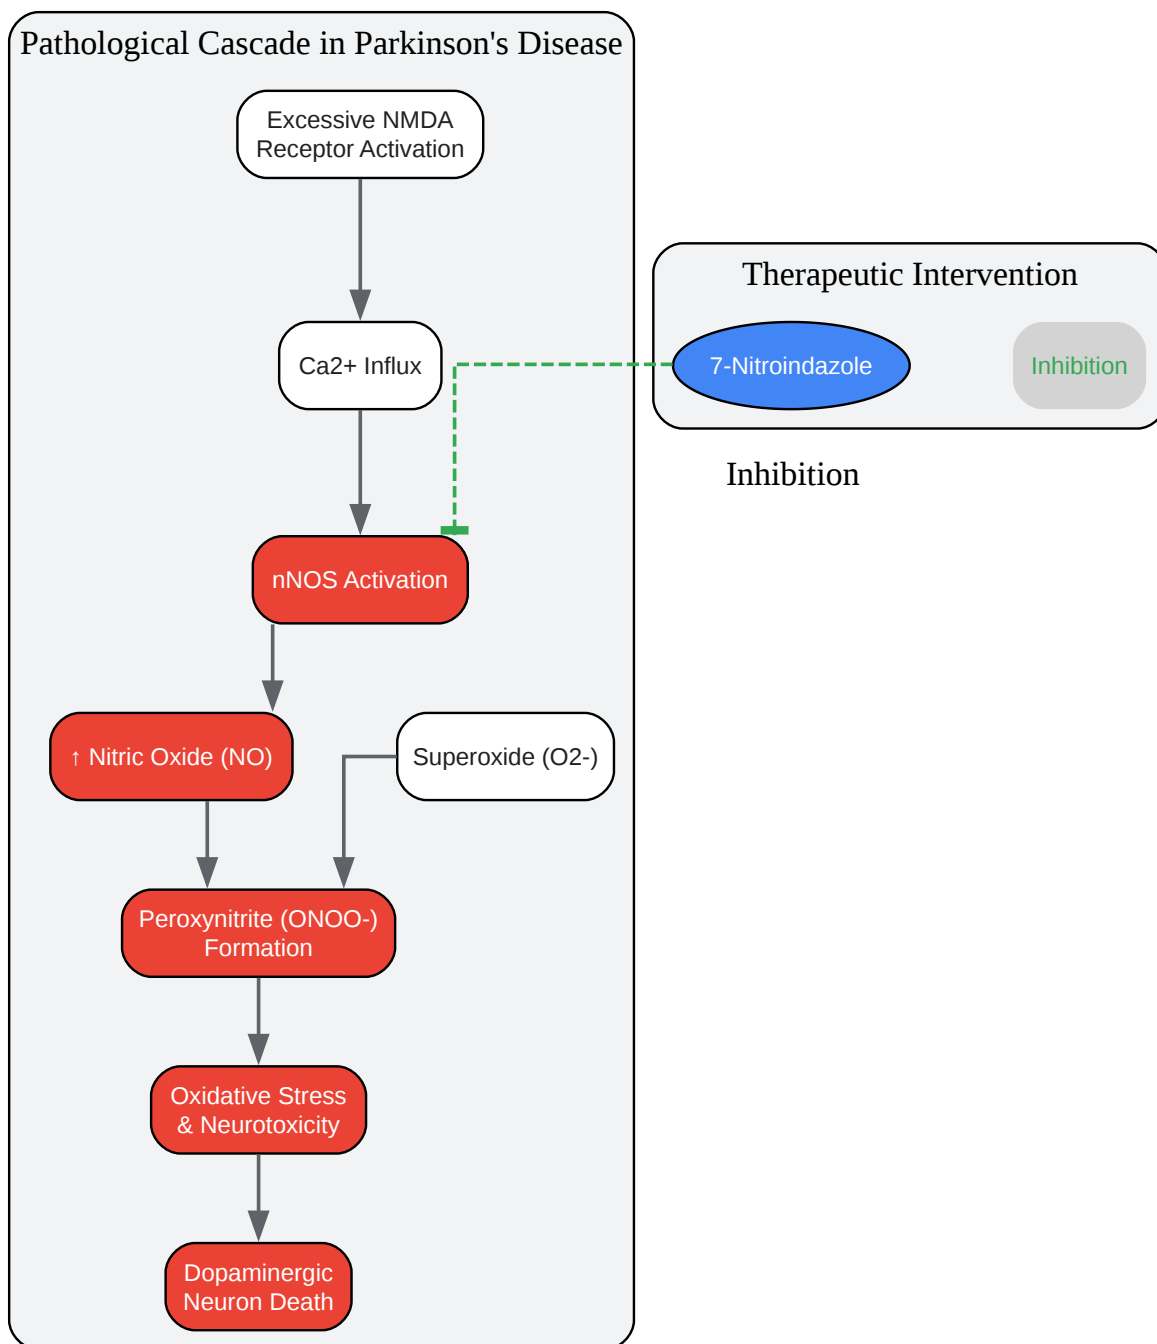 Pathological Cascade in Parkinson's Disease
Excessive NMDA
Receptor Activation
Ca2+ Influx
nNOS Activation
↑ Nitric Oxide (NO)
Superoxide (O2-)
Peroxynitrite (ONOO-)
Formation
Oxidative Stress
& Neurotoxicity
Dopaminergic
Neuron Death
Therapeutic Intervention
7-Nitroindazole
Inhibition
Inhibition